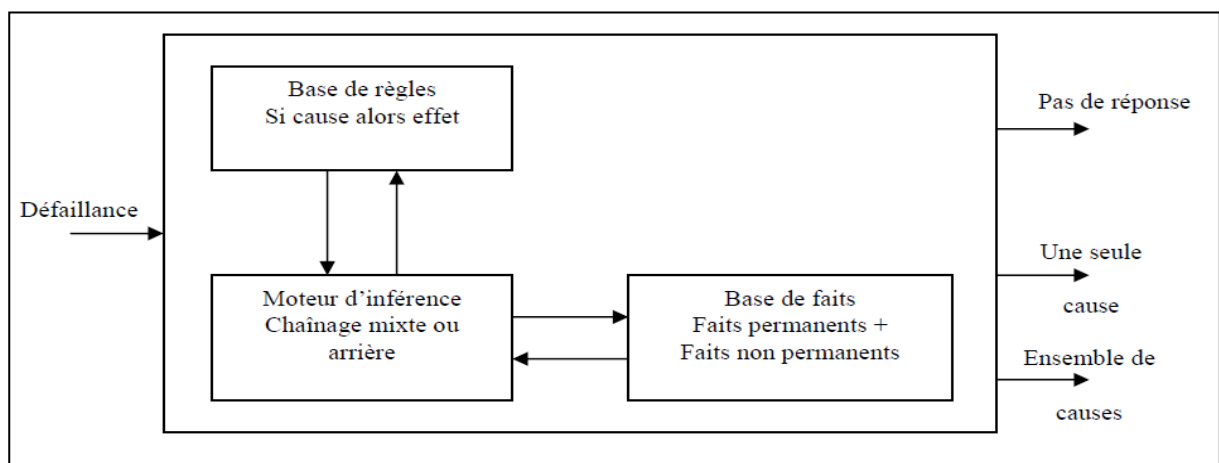 Base de règles
Si cause alors effet
Pas de réponse
Défaillance
Une seule
cause
Moteur d'inférence
Chaînage mixte ou
arrière
Base de faits
Faits permanents +
Faits non permanents
Ensemble de
causes